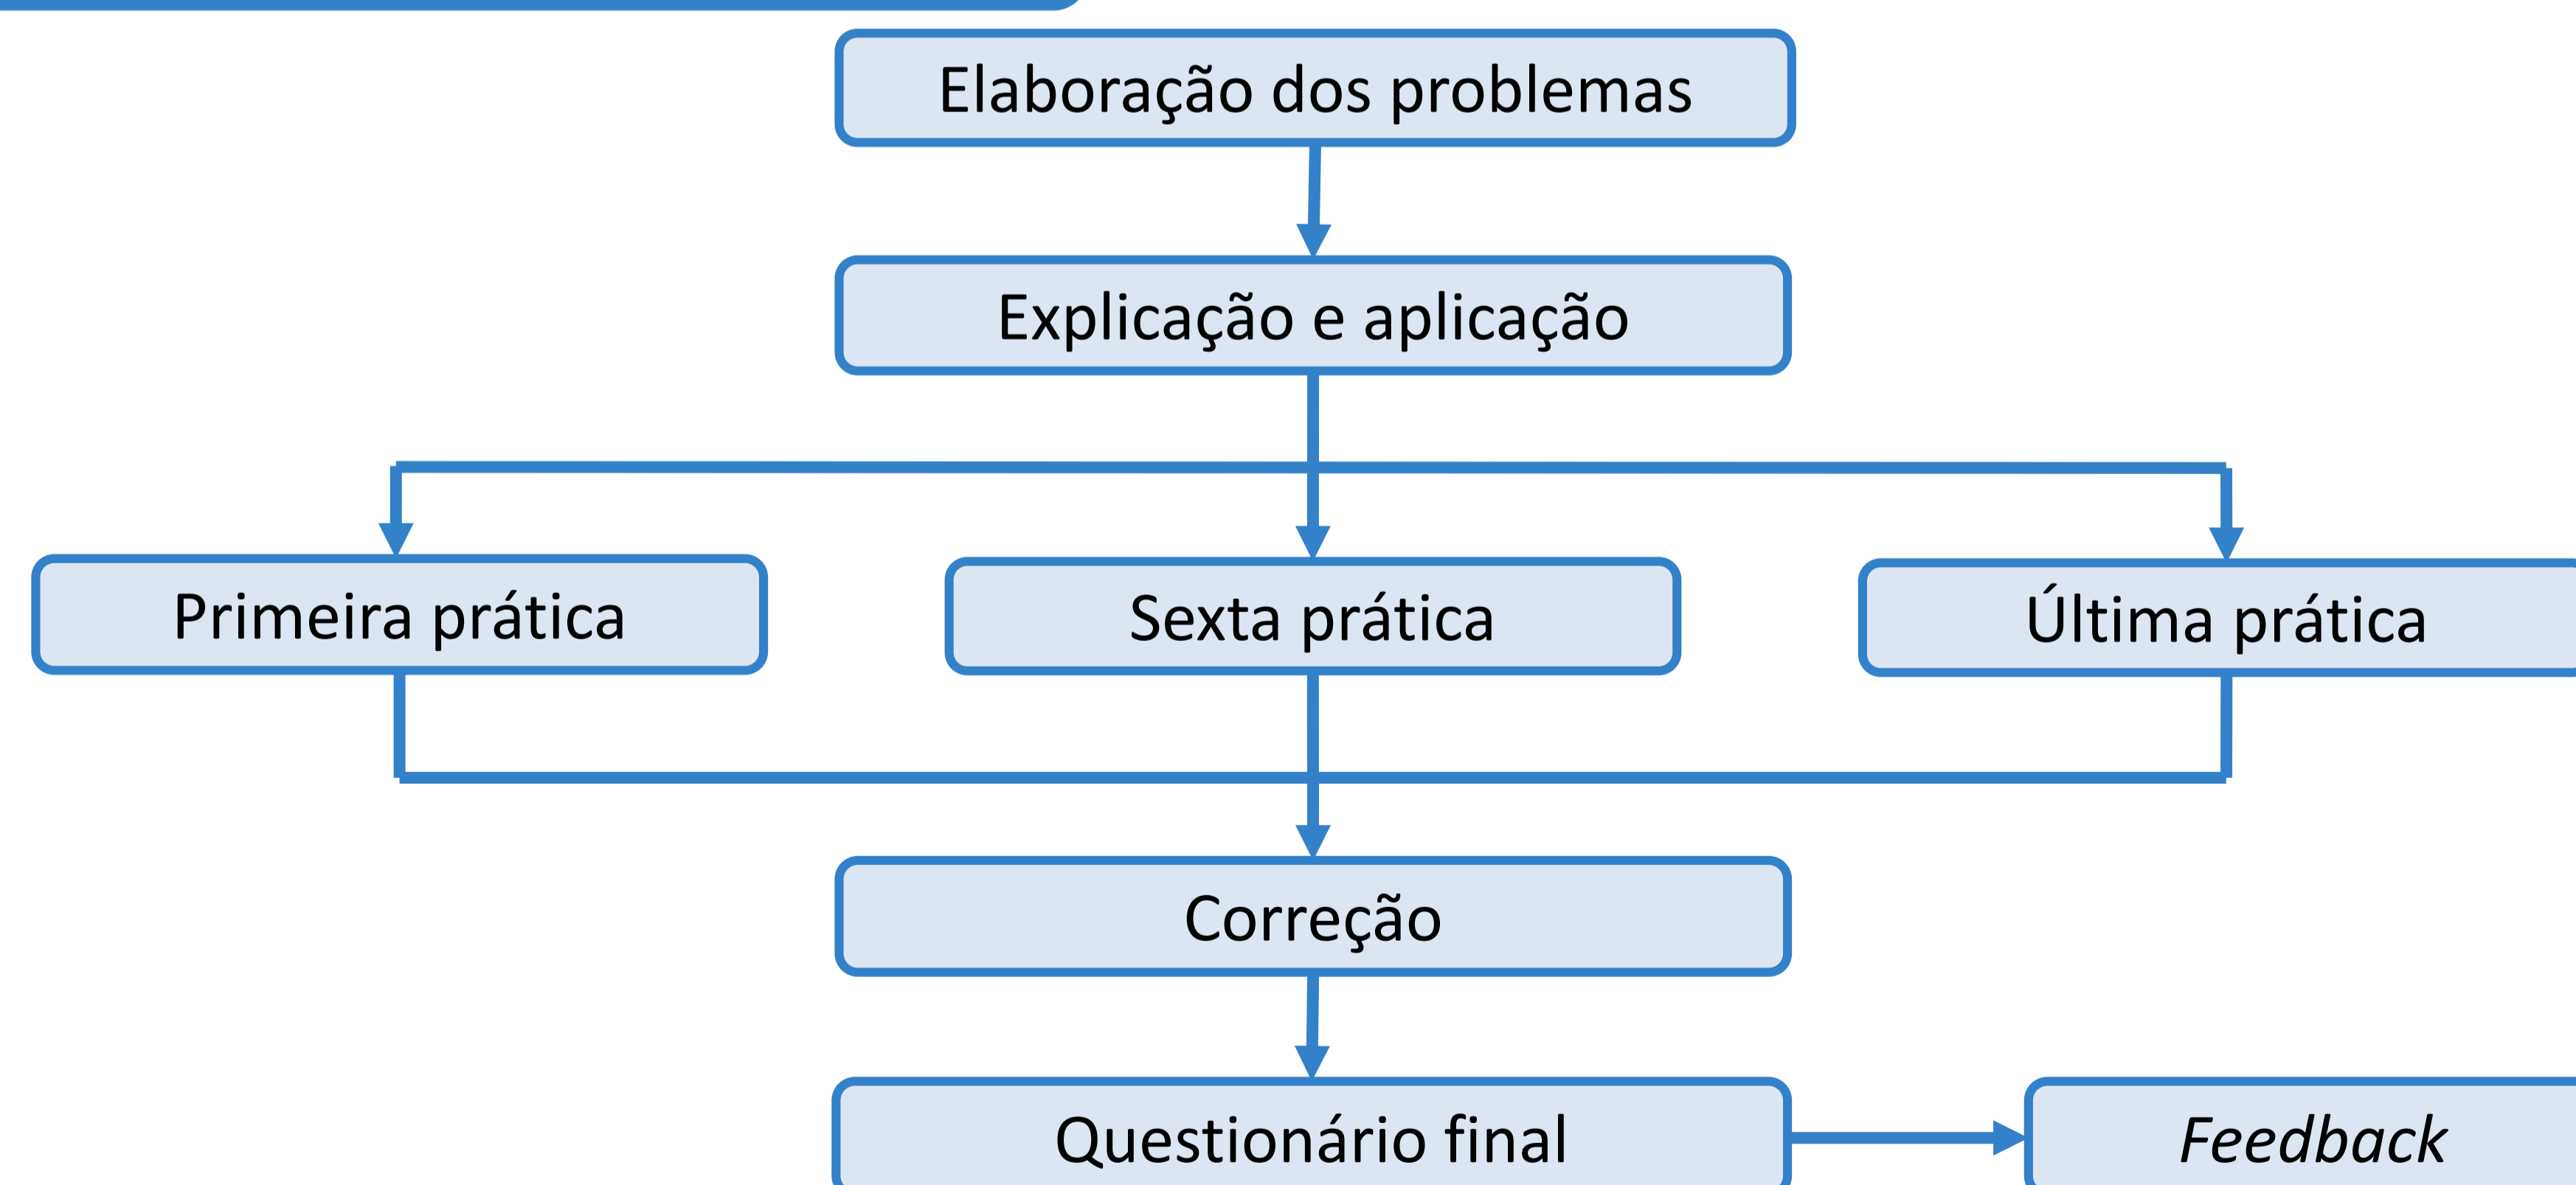 Elaboração dos problemas
Explicação e aplicação
Primeira prática
Sexta prática
Última prática
Correção
Questionário final
Feedback